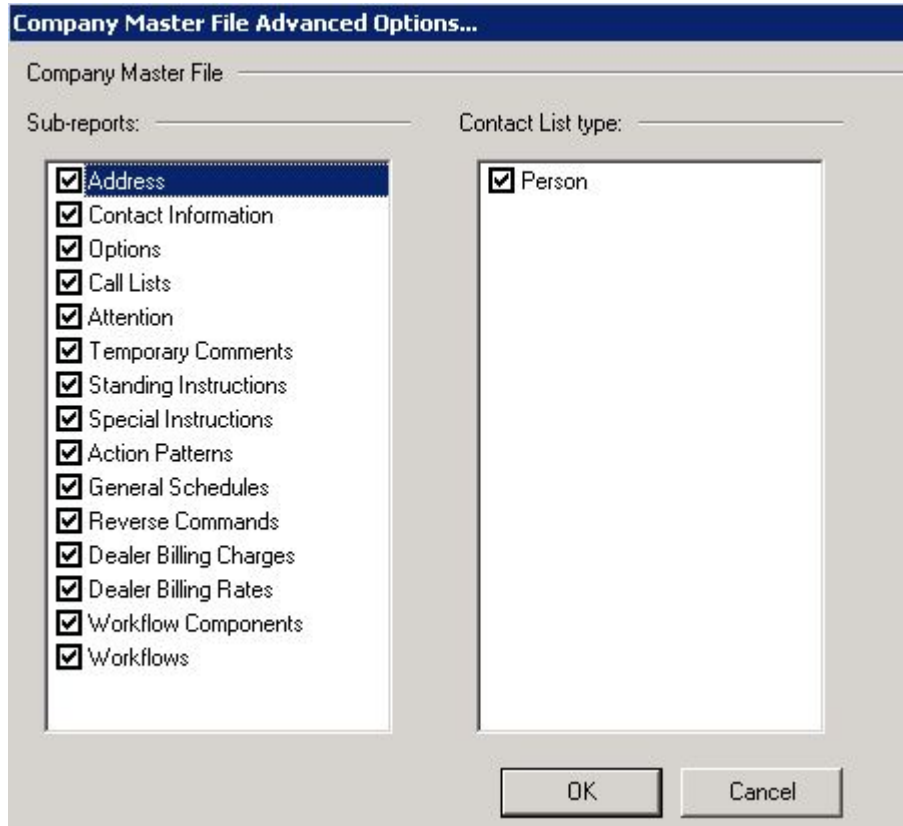 Company Master File Advanced Options...
Company Master File
Sub-reports:
Address
Contact Information
Options
Call Lists
Attention
Temporary Comments
Standing Instructions
Special Instructions
Action Patterns
General Schedules
Reverse Commands
Dealer Billing Charges
Dealer Billing Rates
Workflow Components
Workflows
Contact List type:
Person
OK
Cancel